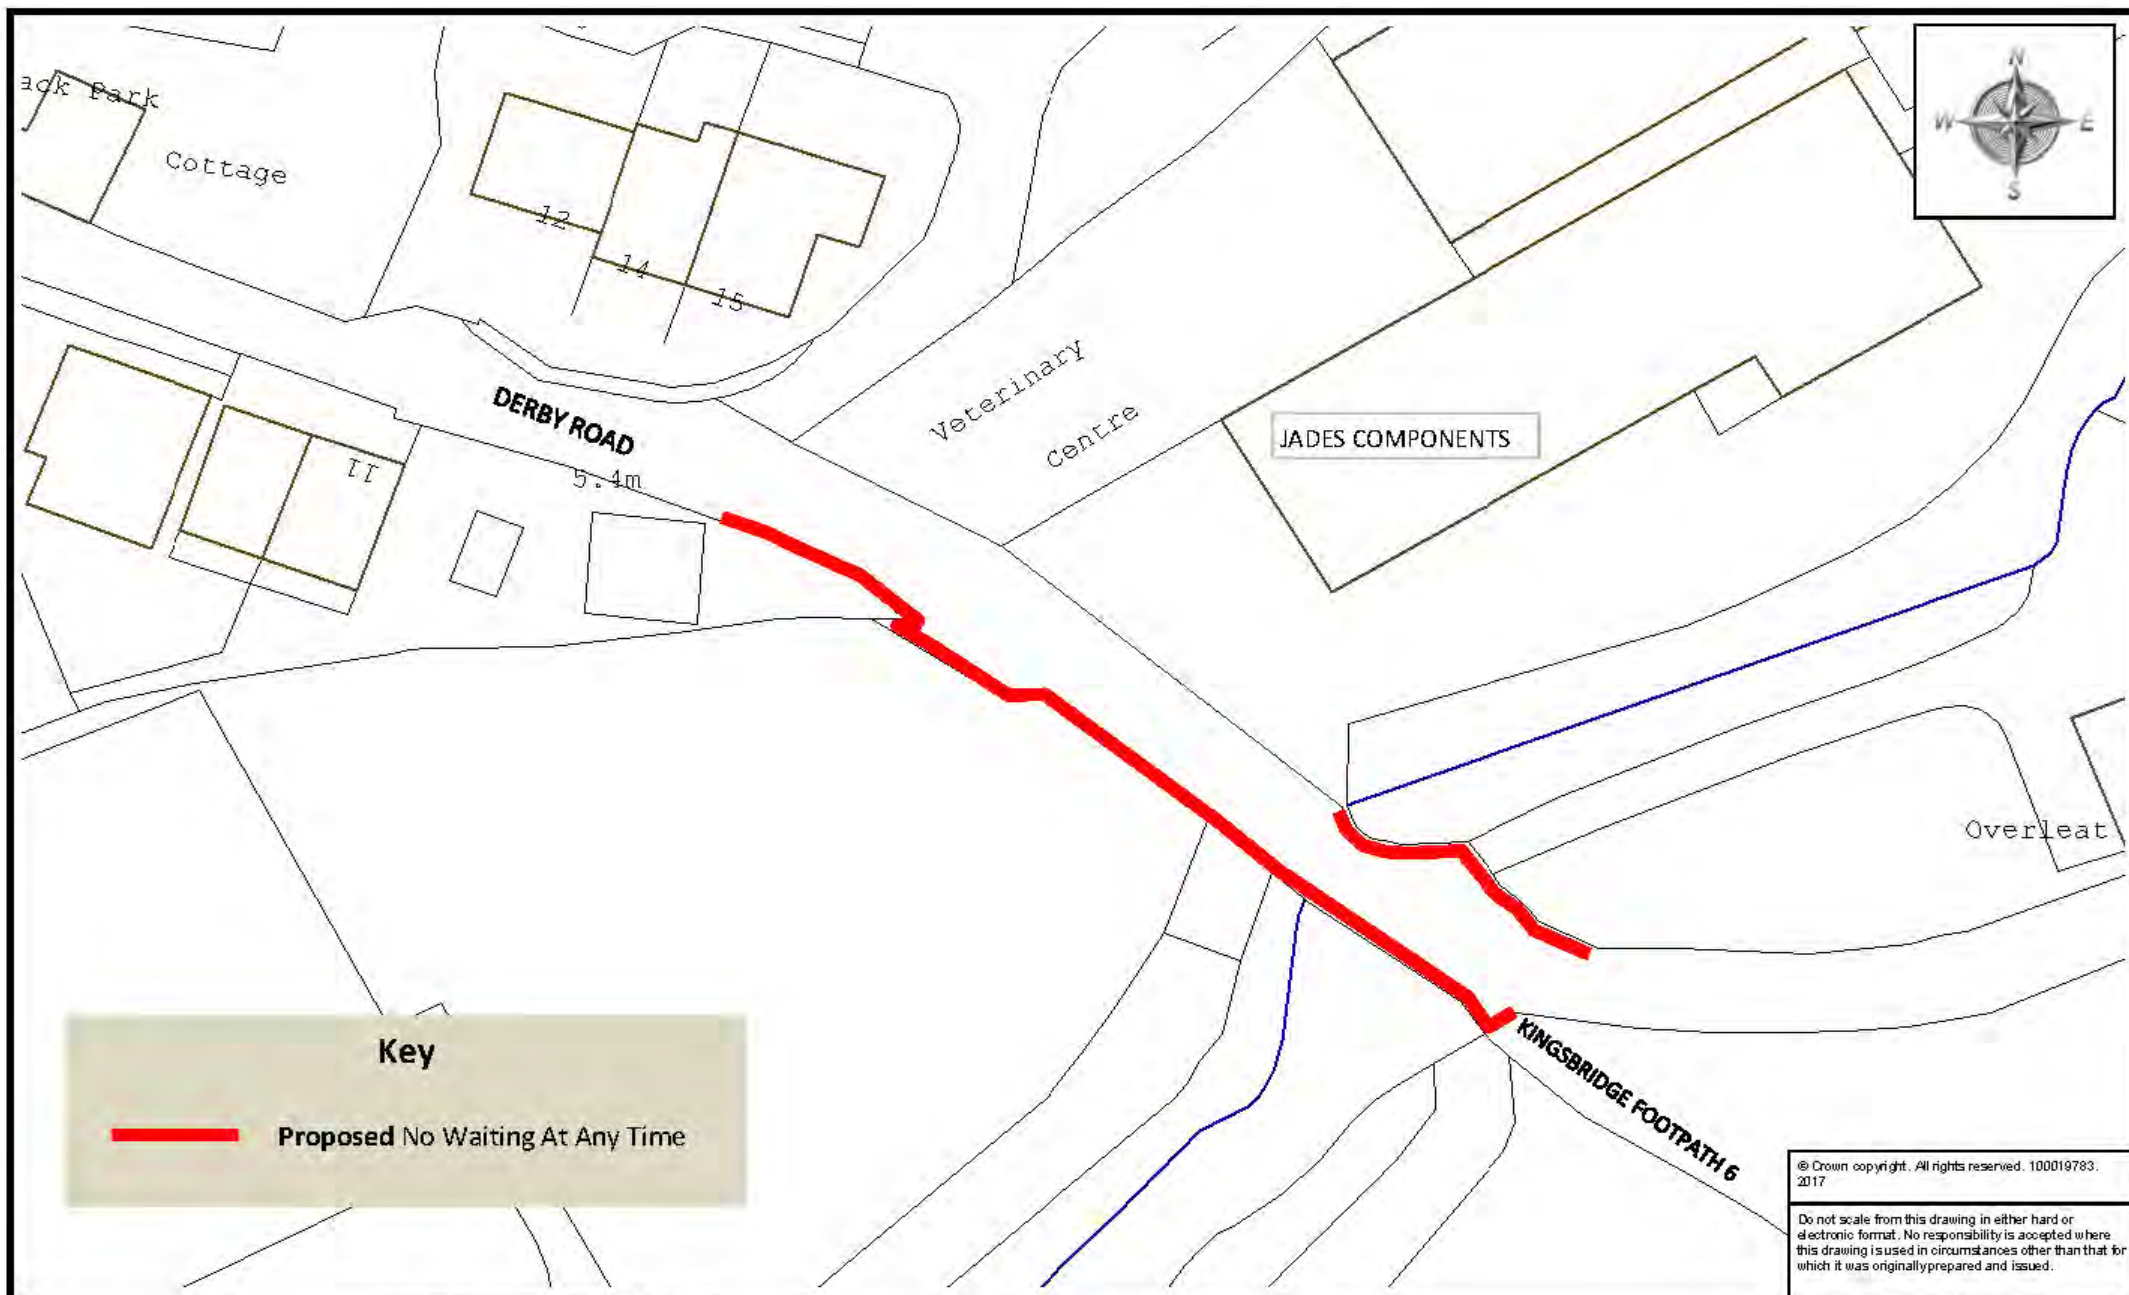 N
W E
S
ack Park
Cottage
12
14
15
11
DERBY ROAD
5.4m
Veterinary
Centre
JADES COMPONENTS
Overleat
KINGSBRIDGE FOOTPATH 6
Key
Proposed No Waiting At Any Time
© Crown copyright. All rights reserved. 100019783.
2017
Do not scale from this drawing in either hard or
electronic format. No responsibility is accepted where
this drawing is used in circumstances other than that for
which it was originally prepared and issued.